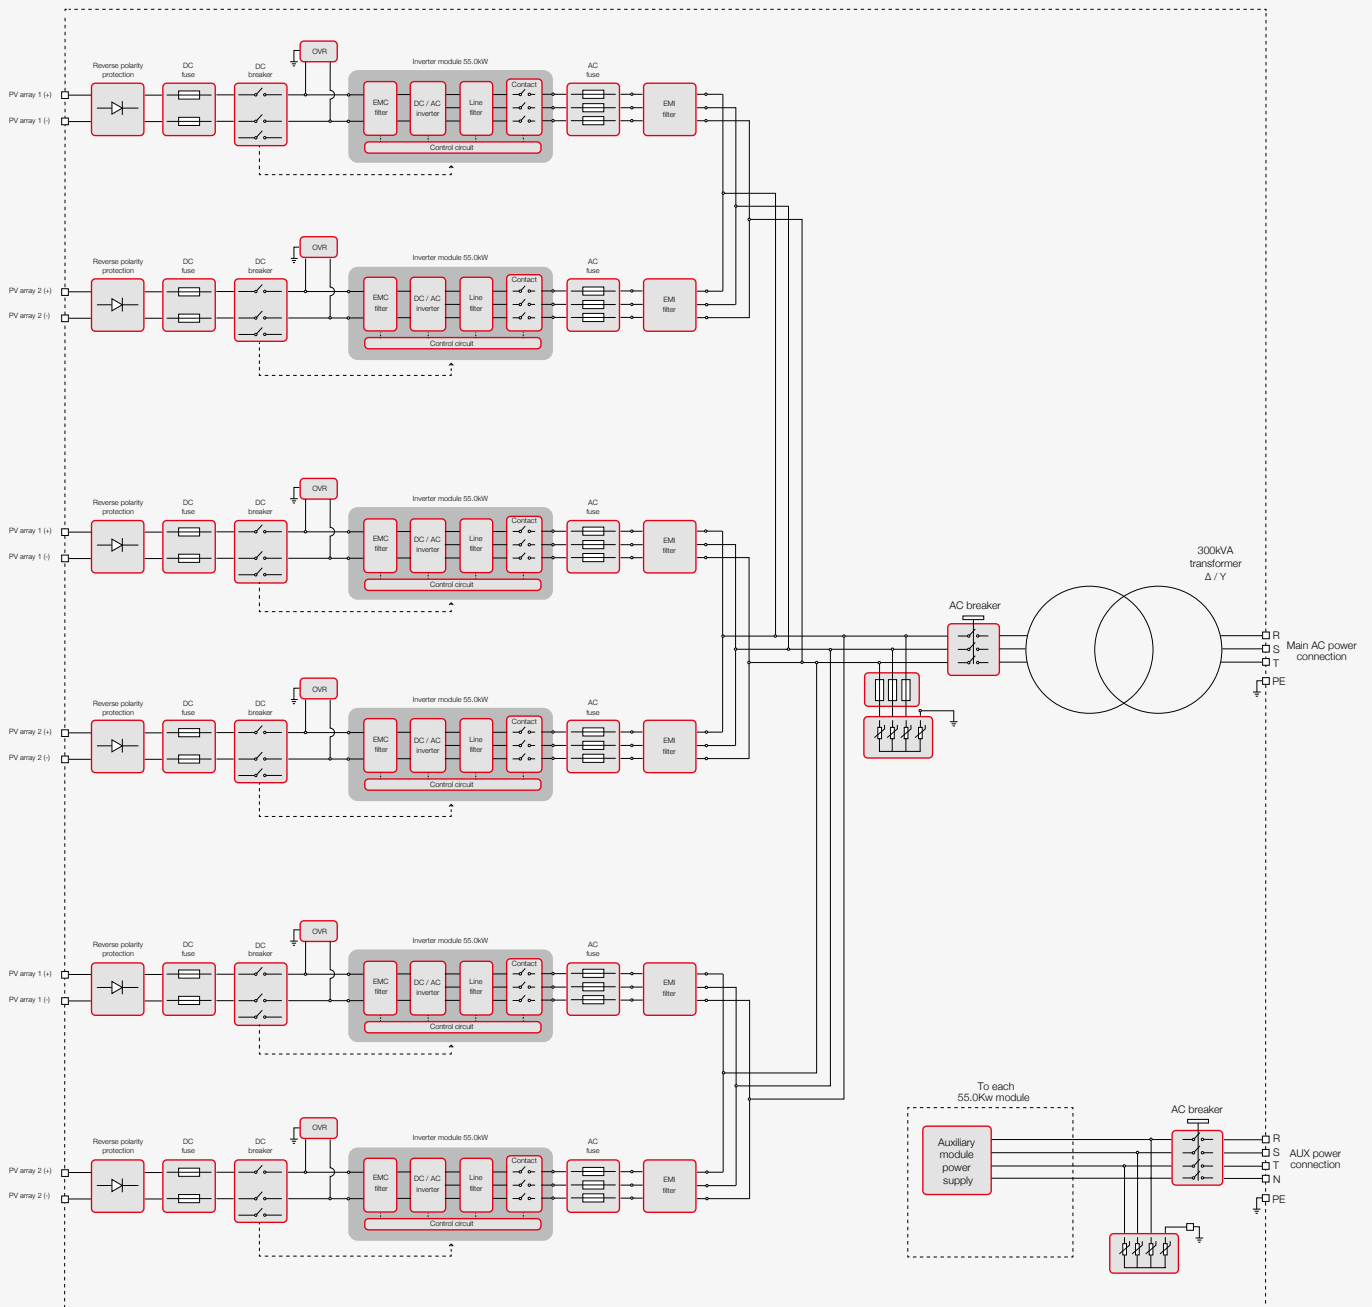 OVR
Reverse polarity
protection
DC
fuse
DC
breaker
Inverter module 55.0kW
AC
fuse
PV array 1 (+)
PV array 1 (-)
EMC
filter
DC / AC
inverter
Line
filter
Contact
EMI
filter
Control circuit
OVR
Reverse polarity
protection
DC
fuse
DC
breaker
Inverter module 55.0kW
AC
fuse
PV array 2 (+)
PV array 2 (-)
EMC
filter
DC / AC
inverter
Line
filter
Contact
EMI
filter
Control circuit
OVR
Reverse polarity
protection
DC
fuse
DC
breaker
Inverter module 55.0kW
AC
fuse
PV array 1 (+)
PV array 1 (-)
EMC
filter
DC / AC
inverter
Line
filter
Contact
EMI
filter
Control circuit
300kVA
transformer
Δ / Y
AC breaker
R
S
T
PE
Main AC power
connection
OVR
Reverse polarity
protection
DC
fuse
DC
breaker
Inverter module 55.0kW
AC
fuse
PV array 2 (+)
PV array 2 (-)
EMC
filter
DC / AC
inverter
Line
filter
Contact
EMI
filter
Control circuit
OVR
Reverse polarity
protection
DC
fuse
DC
breaker
Inverter module 55.0kW
AC
fuse
PV array 1 (+)
PV array 1 (-)
EMC
filter
DC / AC
inverter
Line
filter
Contact
EMI
filter
Control circuit
OVR
Reverse polarity
protection
DC
fuse
DC
breaker
Inverter module 55.0kW
AC
fuse
PV array 2 (+)
PV array 2 (-)
EMC
filter
DC / AC
inverter
Line
filter
Contact
EMI
filter
Control circuit
To each
55.0Kw module
Auxiliary
module
power
supply
AC breaker
R
S
T
N
PE
AUX power
connection